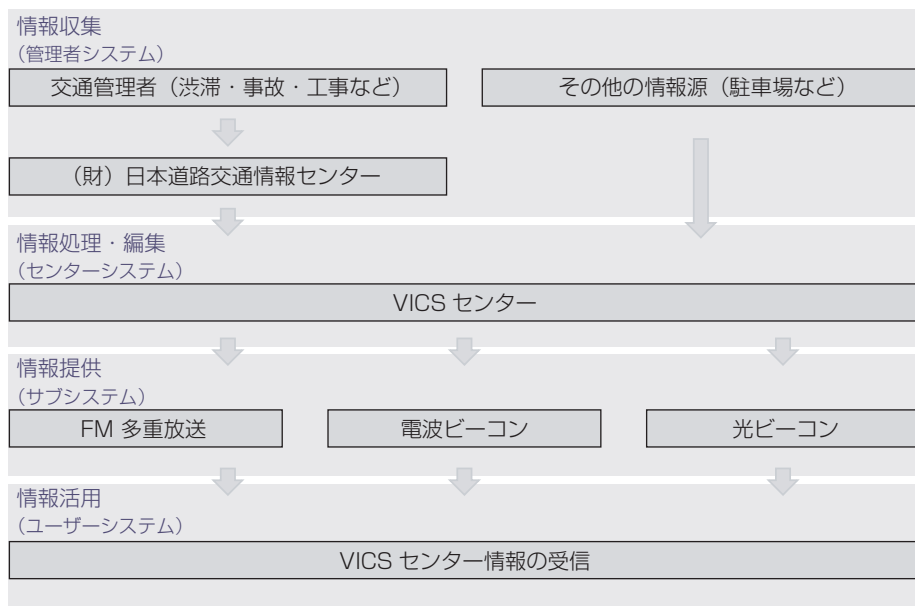 情報収集
（管理者システム）
交通管理者（渋滞・事故・工事など）
その他の情報源（駐車場など）
（財）日本道路交通情報センター
情報処理・編集
（センターシステム）
VICS センター
情報提供
（サブシステム）
FM 多重放送
電波ビーコン
光ビーコン
情報活用
（ユーザーシステム）
VICS センター情報の受信